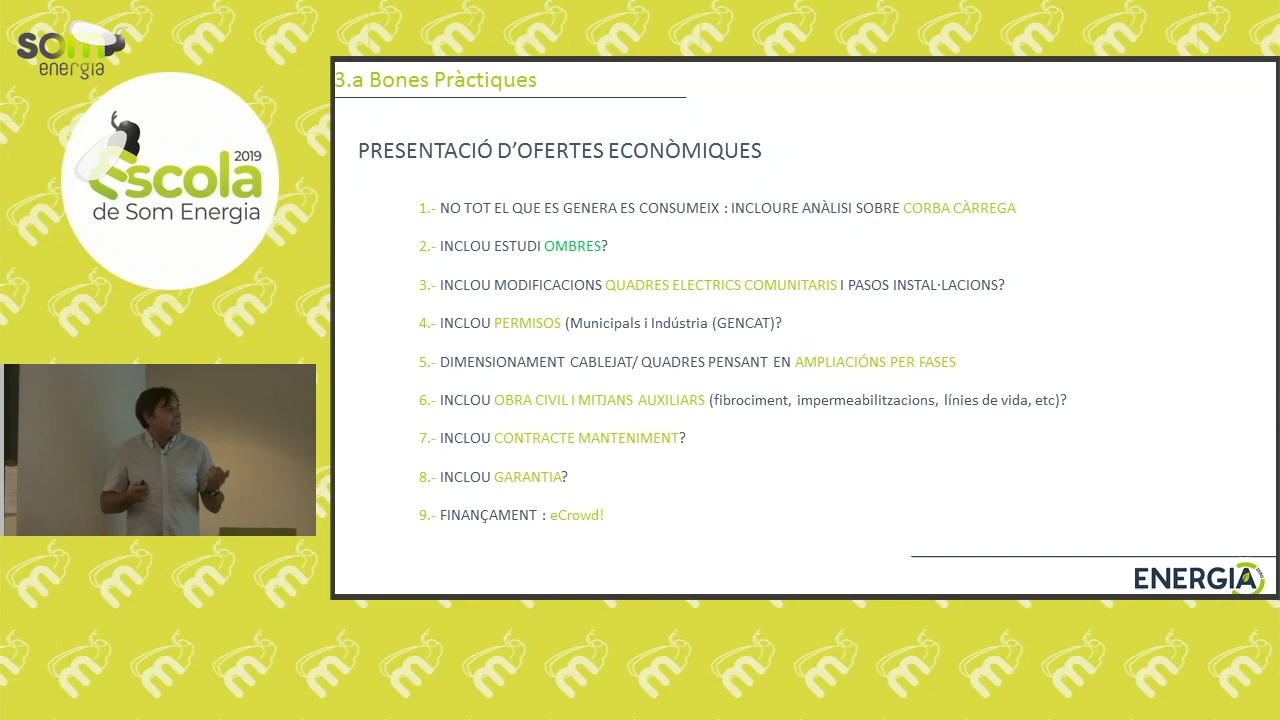 som
energia
2019
escola
de Som Energia
3.a Bones Pràctiques
PRESENTACIÓ D'OFERTES ECONÒMIQUES
1.- NO TOT EL QUE ES GENERA ES CONSUMEIX : INCLOURE ANÀLISI SOBRE CORBA CÀRREGA
2.- INCLOU ESTUDI OMBRES?
3.- INCLOU MODIFICACIONS QUADRES ELECTRICS COMUNITARIS I PASOS INSTAL·LACIONS?
4.- INCLOU PERMISOS (Municipals i Indústria (GENCAT)?
5.- DIMENSIONAMENT CABLEJAT/ QUADRES PENSANT EN AMPLIACIÓNS PER FASES
6.- INCLOU OBRA CIVIL I MITJANS AUXILIARS (fibrociment, impermeabilitzacions, línies de vida, etc)?
7.- INCLOU CONTRACTE MANTENIMENT?
8.- INCLOU GARANTIA?
9.- FINANÇAMENT : eCrowd!
ENERGIA